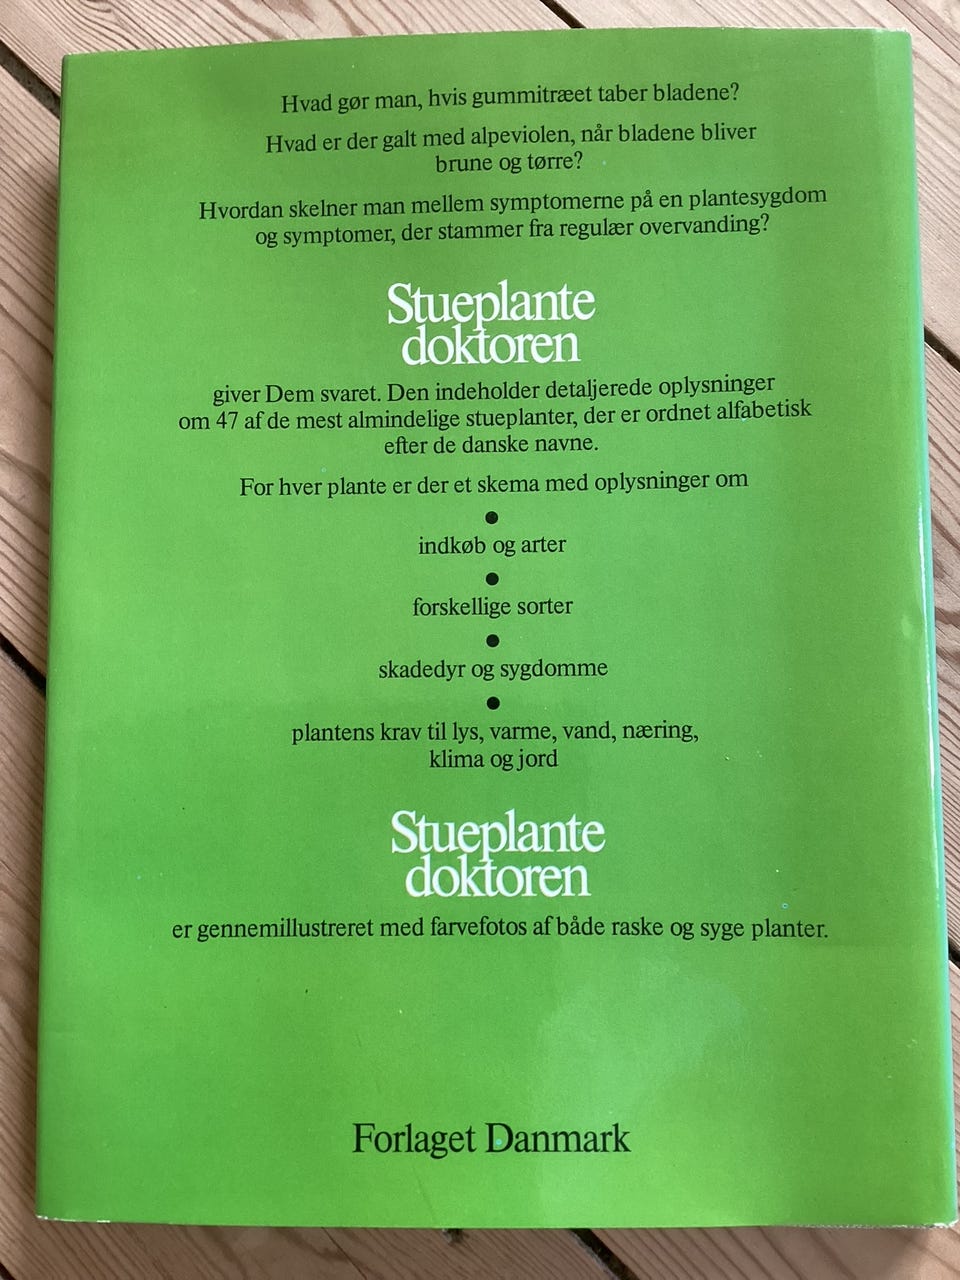 Hvad gør man, hvis gummitræet taber bladene?
Hvad er der galt med alpeviolen, når bladene bliver
brune og tørre?
Hvordan skelner man mellem symptomerne på en plantesygdom
og symptomer, der stammer fra regulær overvanding?
Stueplante
doktoren
giver Dem svaret. Den indeholder detaljerede oplysninger
om 47 af de mest almindelige stueplanter, der er ordnet alfabetisk
efter de danske navne.
For hver plante er der et skema med oplysninger om
●
indkøb og arter
●
forskellige sorter
●
skadedyr og sygdomme
●
plantens krav til lys, varme, vand, næring,
klima og jord
Stueplante
doktoren
er gennemillustreret med farvefotos af både raske og syge planter.
Forlaget Danmark